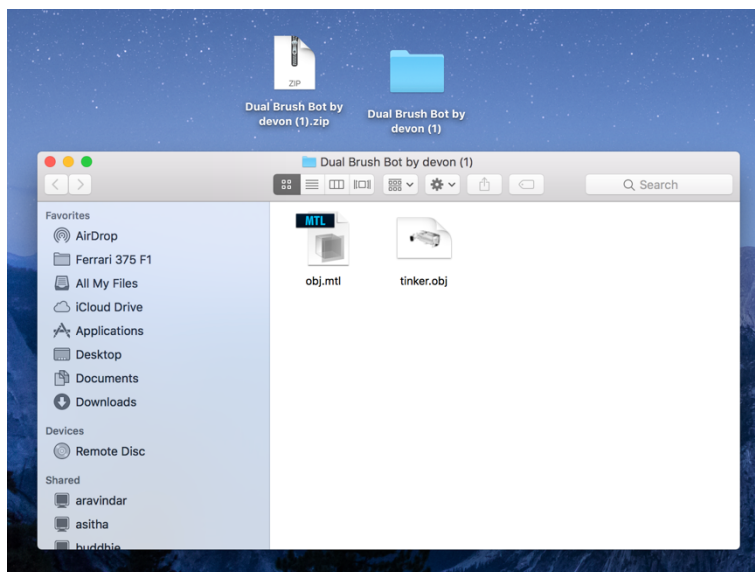 ZIP
Dual Brush Bot by
devon (1).zip
Dual Brush Bot by
devon (1)
Dual Brush Bot by devon (1)
Search
Favorites
AirDrop
Ferrari 375 F1
All My Files
iCloud Drive
Applications
Desktop
Documents
Downloads
Devices
Remote Disc
Shared
aravindar
asitha
buddhie
MTL
obj.mtl
tinker.obj